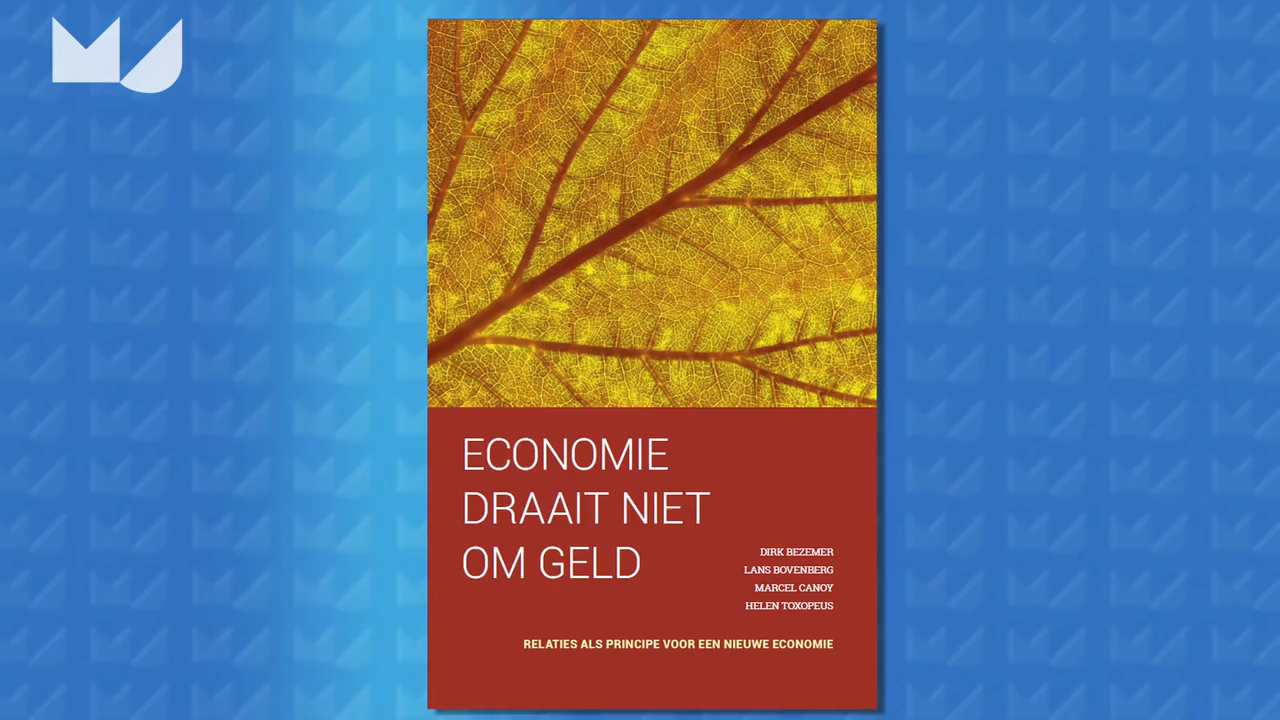 ECONOMIE
DRAAIT NIET
OM GELD
DIRK BEZEMER
LANS BOVENBERG
MARCEL CANOY
HELEN TOXOPEUS
RELATIES ALS PRINCIPE VOOR EEN NIEUWE ECONOMIE